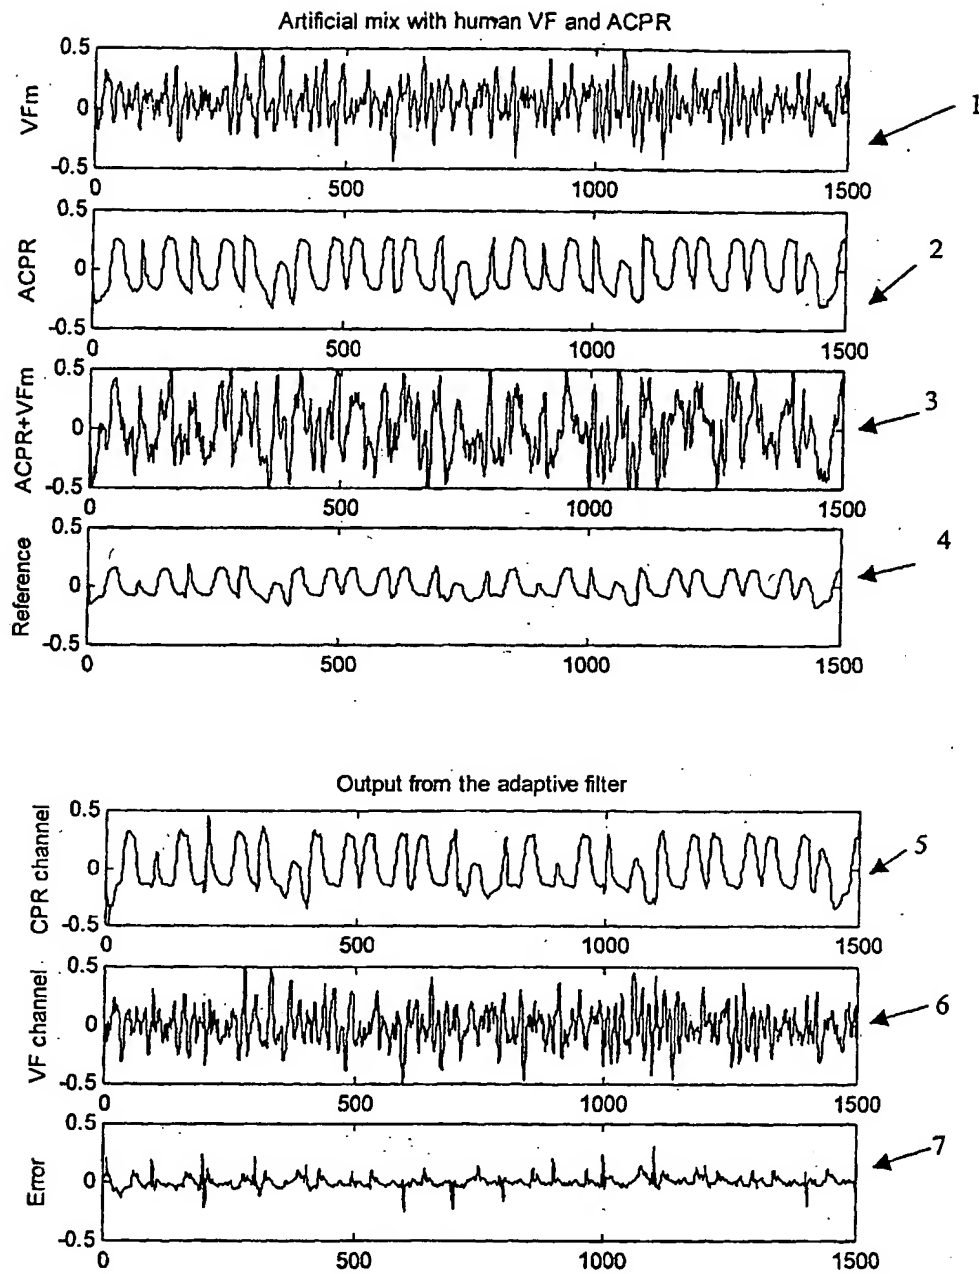 Artificial mix with human VF and ACPR
VFm
0.5
0
-0.5
0 500 1000 1500
1
ACPR
0.5
0
-0.5
0 500 1000 1500
2
ACPR+VFm
0.5
0
-0.5
0 500 1000 1500
3
Reference
0.5
0
-0.5
0 500 1000 1500
4
Output from the adaptive filter
CPR channel
0.5
0
-0.5
0 500 1000 1500
5
VF channel
0.5
0
-0.5
0 500 1000 1500
6
Error
0.5
0
-0.5
0 500 1000 1500
7